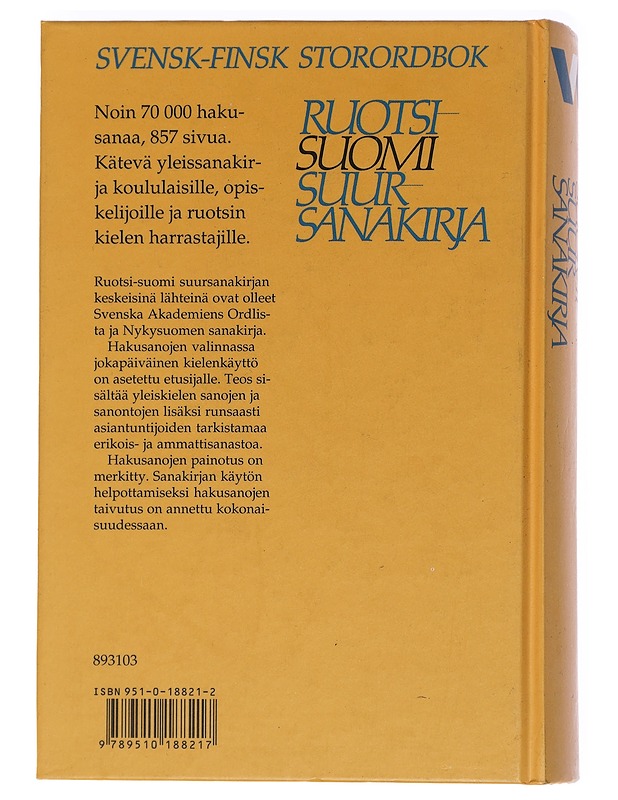 SVENSK-FINSK STORORDBOK
Noin 70 000 haku-
sanaa, 857 sivua.
Kätevä yleissanakir-
ja koululaisille, opis-
kelijoille ja ruotsin
kielen harrastajille.
RUOTSI-
SUOMI
SUUR-
SANAKIRJA
Ruotsi-suomi suursanakirjan
keskeisinä lähteinä ovat olleet
Svenska Akademiens Ordlis-
ta ja Nykysuomen sanakirja.
Hakusanojen valinnassa
jokapäiväinen kielenkäyttö
on asetettu etusijalle. Teos si-
sältää yleiskielen sanojen ja
sanontojen lisäksi runsaasti
asiantuntijoiden tarkistamaa
erikois- ja ammattisanastoa.
Hakusanojen painotus on
merkitty. Sanakirjan käytön
helpottamiseksi hakusanojen
taivutus on annettu kokonai-
suudessaan.
893103
ISBN 951-0-18821-2
9 789510 188217
SUUR
SANAKIRJA